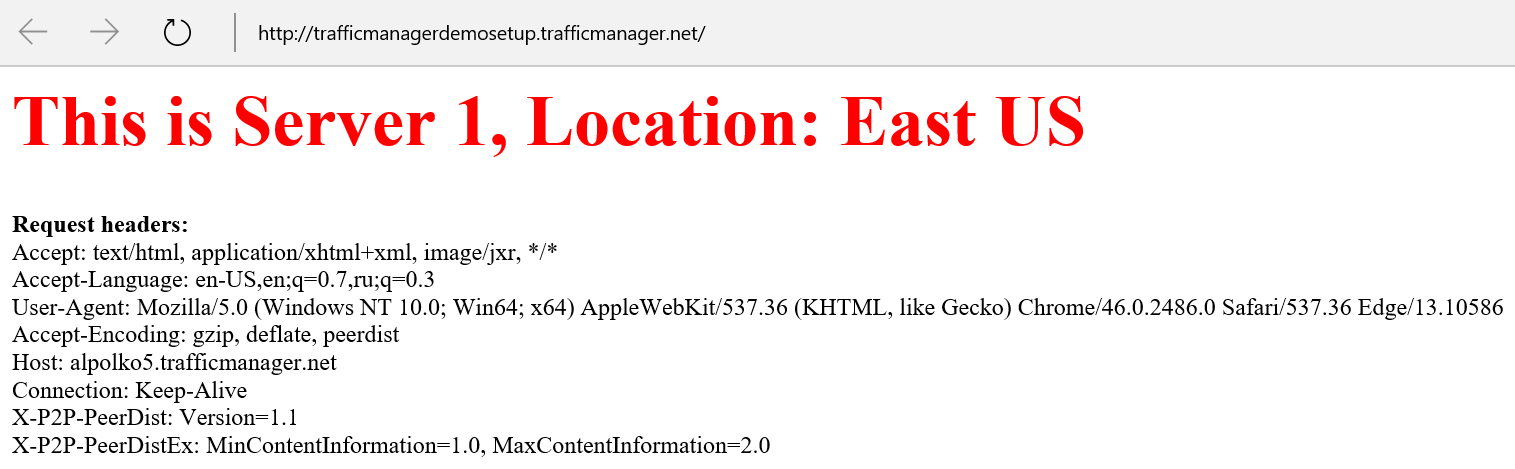 http://trafficmanagerdemosetup.trafficmanager.net/
This is Server 1, Location: East US
Request headers:
Accept: text/html, application/xhtml+xml, image/jxr, */*
Accept-Language: en-US,en;q=0.7,ru;q=0.3
User-Agent: Mozilla/5.0 (Windows NT 10.0; Win64; x64) AppleWebKit/537.36 (KHTML, like Gecko) Chrome/46.0.2486.0 Safari/537.36 Edge/13.10586
Accept-Encoding: gzip, deflate, peerdist
Host: alpolko5.trafficmanager.net
Connection: Keep-Alive
X-P2P-PeerDist: Version=1.1
X-P2P-PeerDistEx: MinContentInformation=1.0, MaxContentInformation=2.0